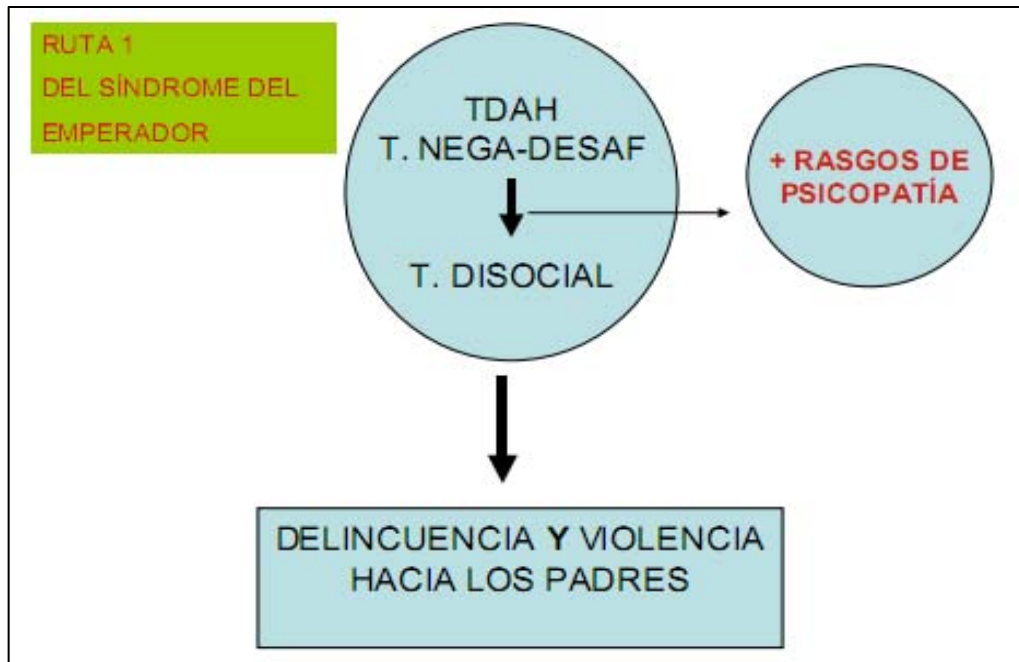 RUTA 1
DEL SÍNDROME DEL
EMPERADOR
TDAH
T. NEGA-DESAF
T. DISOCIAL
+ RASGOS DE
PSICOPATÍA
DELINCUENCIA Y VIOLENCIA
HACIA LOS PADRES